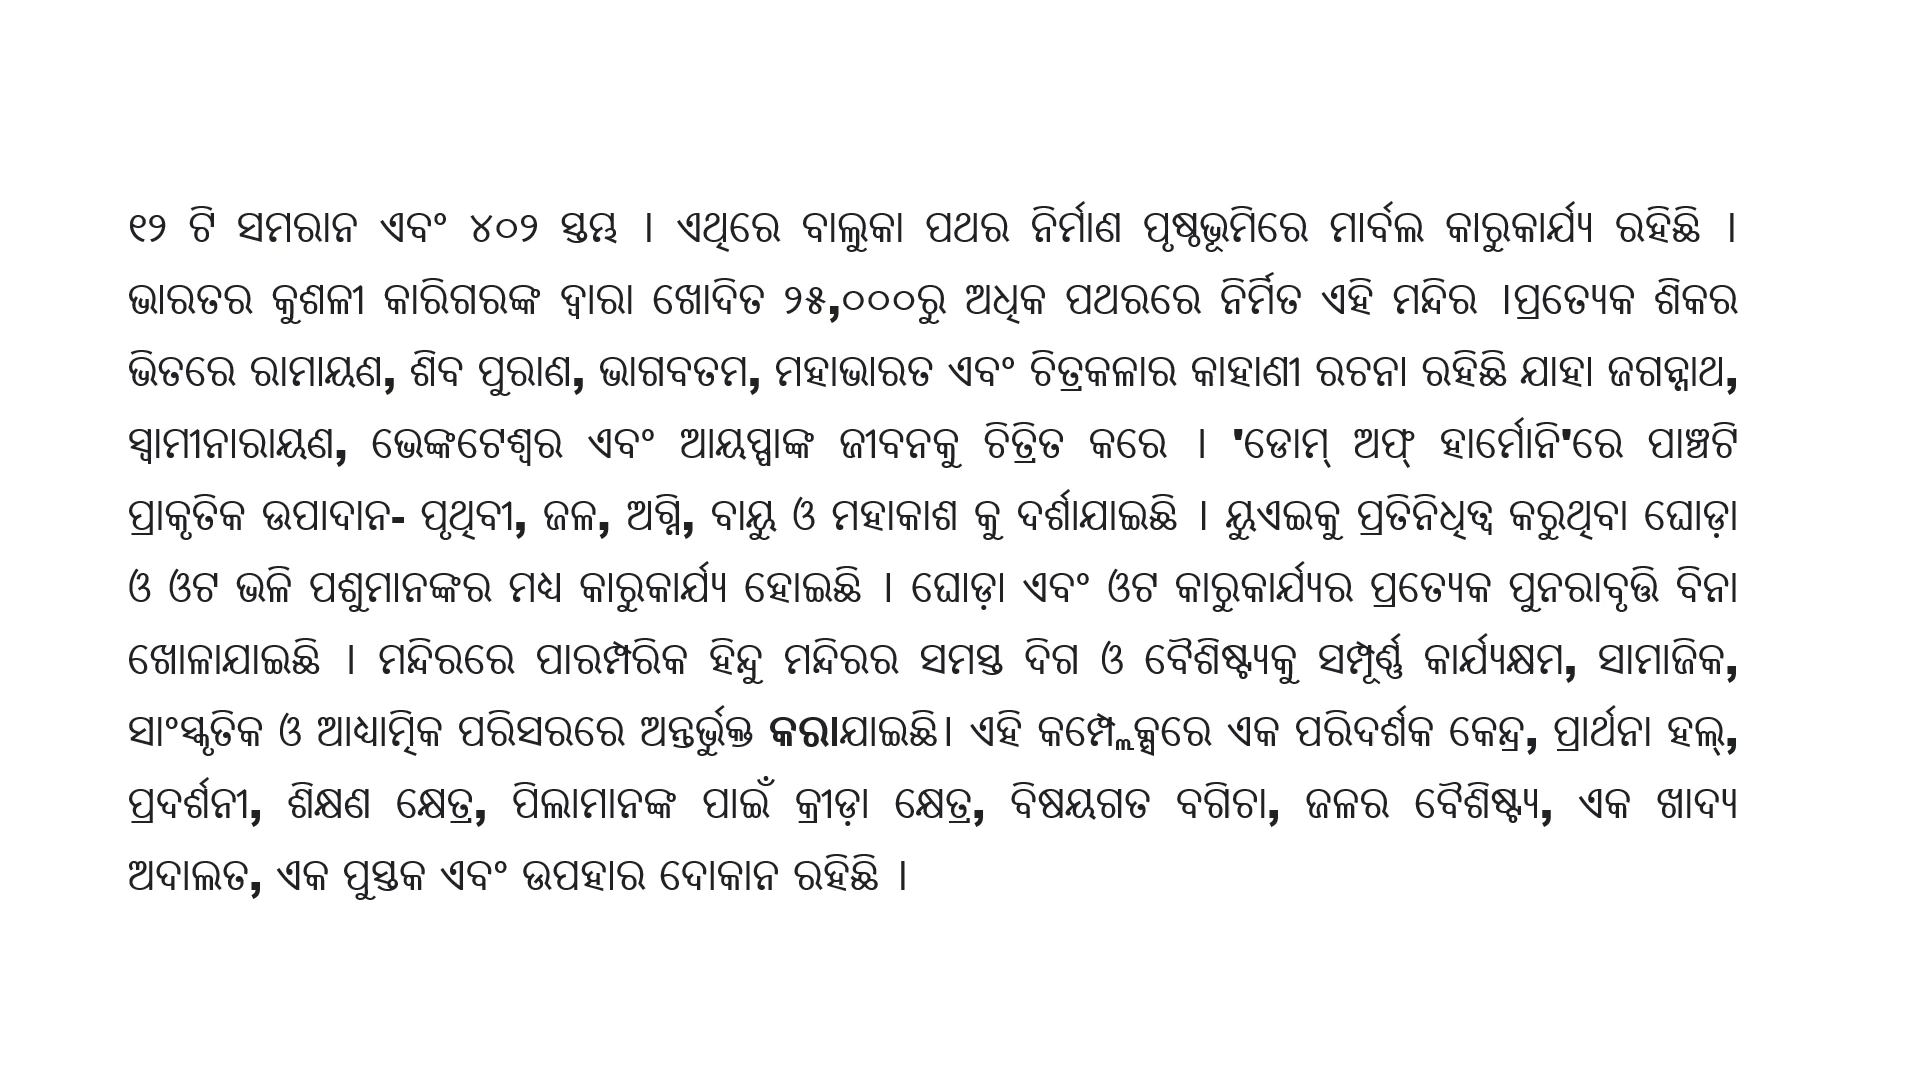 ୧୨ ଟି ସମରାନ ଏବଂ ୪୦୨ ସ୍ତମ୍ଭ । ଏଥିରେ ବାଲୁକା ପଥର ନିର୍ମାଣ ପୃଷ୍ଠଭୂମିରେ ମାର୍ବଲ କାରୁକାର୍ଯ୍ୟ ରହିଛି ।
ଭାରତର କୁଶଳୀ କାରିଗରଙ୍କ ଦ୍ୱାରା ଖୋଦିତ ୨୫,୦୦୦ରୁ ଅଧିକ ପଥରରେ ନିର୍ମିତ ଏହି ମନ୍ଦିର ।ପ୍ରତ୍ୟେକ ଶିକର
ଭିତରେ ରାମାୟଣ, ଶିବ ପୁରାଣ, ଭାଗବତମ, ମହାଭାରତ ଏବଂ ଚିତ୍ରକଳାର କାହାଣୀ ରଚନା ରହିଛି ଯାହା ଜଗନ୍ନାଥ,
ସ୍ୱାମୀନାରାୟଣ, ଭେଙ୍କଟେଶ୍ୱର ଏବଂ ଆୟପ୍ପାଙ୍କ ଜୀବନକୁ ଚିତ୍ରିତ କରେ । 'ଡୋମ୍ ଅଫ୍ ହାର୍ମୋନି'ରେ ପାଞ୍ଚଟି
ପ୍ରାକୃତିକ ଉପାଦାନ- ପୃଥିବୀ, ଜଳ, ଅଗ୍ନି, ବାୟୁ ଓ ମହାକାଶ କୁ ଦର୍ଶାଯାଇଛି । ୟୁଏଇକୁ ପ୍ରତିନିଧିତ୍ୱ କରୁଥିବା ଘୋଡ଼ା
ଓ ଓଟ ଭଳି ପଶୁମାନଙ୍କର ମଧ୍ୟ କାରୁକାର୍ଯ୍ୟ ହୋଇଛି । ଘୋଡ଼ା ଏବଂ ଓଟ କାରୁକାର୍ଯ୍ୟର ପ୍ରତ୍ୟେକ ପୁନରାବୃତ୍ତି ବିନା
ଖୋଳାଯାଇଛି । ମନ୍ଦିରରେ ପାରମ୍ପରିକ ହିନ୍ଦୁ ମନ୍ଦିରର ସମସ୍ତ ଦିଗ ଓ ବୈଶିଷ୍ଟ୍ୟକୁ ସମ୍ପୂର୍ଣ୍ଣ କାର୍ଯ୍ୟକ୍ଷମ, ସାମାଜିକ,
ସାଂସ୍କୃତିକ ଓ ଆଧ୍ୟାତ୍ମିକ ପରିସରରେ ଅନ୍ତର୍ଭୁକ୍ତ କରାଯାଇଛି। ଏହି କମ୍ପ୍ଲେକ୍ସରେ ଏକ ପରିଦର୍ଶକ କେନ୍ଦ୍ର, ପ୍ରାର୍ଥନା ହଲ୍,
ପ୍ରଦର୍ଶନୀ, ଶିକ୍ଷଣ କ୍ଷେତ୍ର, ପିଲାମାନଙ୍କ ପାଇଁ କ୍ରୀଡ଼ା କ୍ଷେତ୍ର, ବିଷୟଗତ ବଗିଚା, ଜଳର ବୈଶିଷ୍ଟ୍ୟ, ଏକ ଖାଦ୍ୟ
ଅଦାଲତ, ଏକ ପୁସ୍ତକ ଏବଂ ଉପହାର ଦୋକାନ ରହିଛି ।